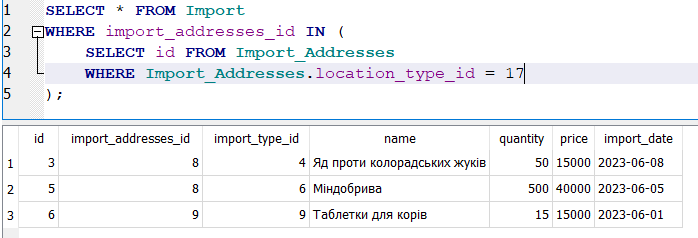 1 SELECT * FROM Import
2 WHERE import_addresses_id IN (
3 SELECT id FROM Import_Addresses
4 WHERE Import_Addresses.location_type_id = 17
5 );
id import_addresses_id import_type_id name quantity price import_date
1 3 8 4 Яд проти колорадських жуків 50 15000 2023-06-08
2 5 8 6 Міндобрива 500 40000 2023-06-05
3 6 9 9 Таблетки для корів 15 15000 2023-06-01